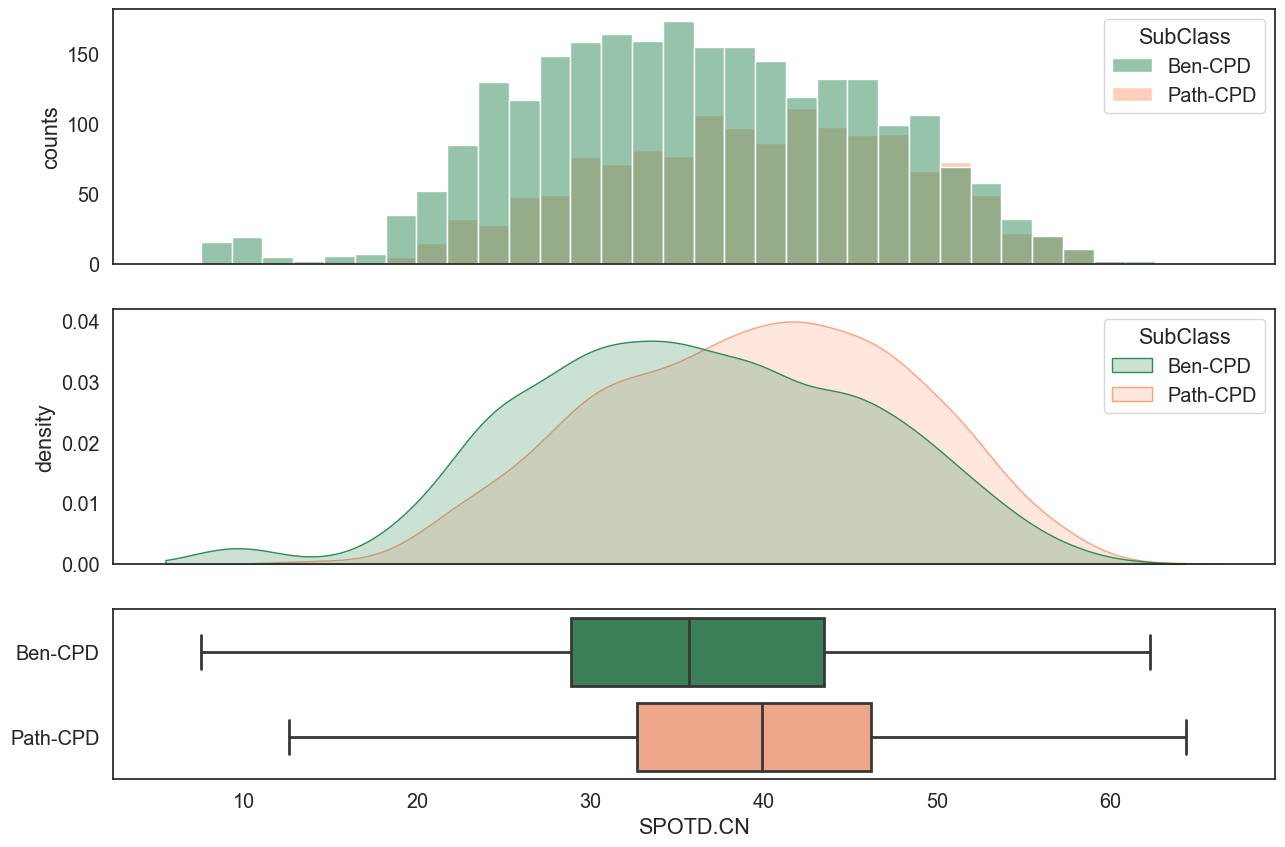 150
100
50
0
counts
SubClass
Ben-CPD
Path-CPD
0.04
0.03
0.02
0.01
0.00
density
SubClass
Ben-CPD
Path-CPD
Ben-CPD
Path-CPD
10 20 30 40 50 60
SPOTD.CN